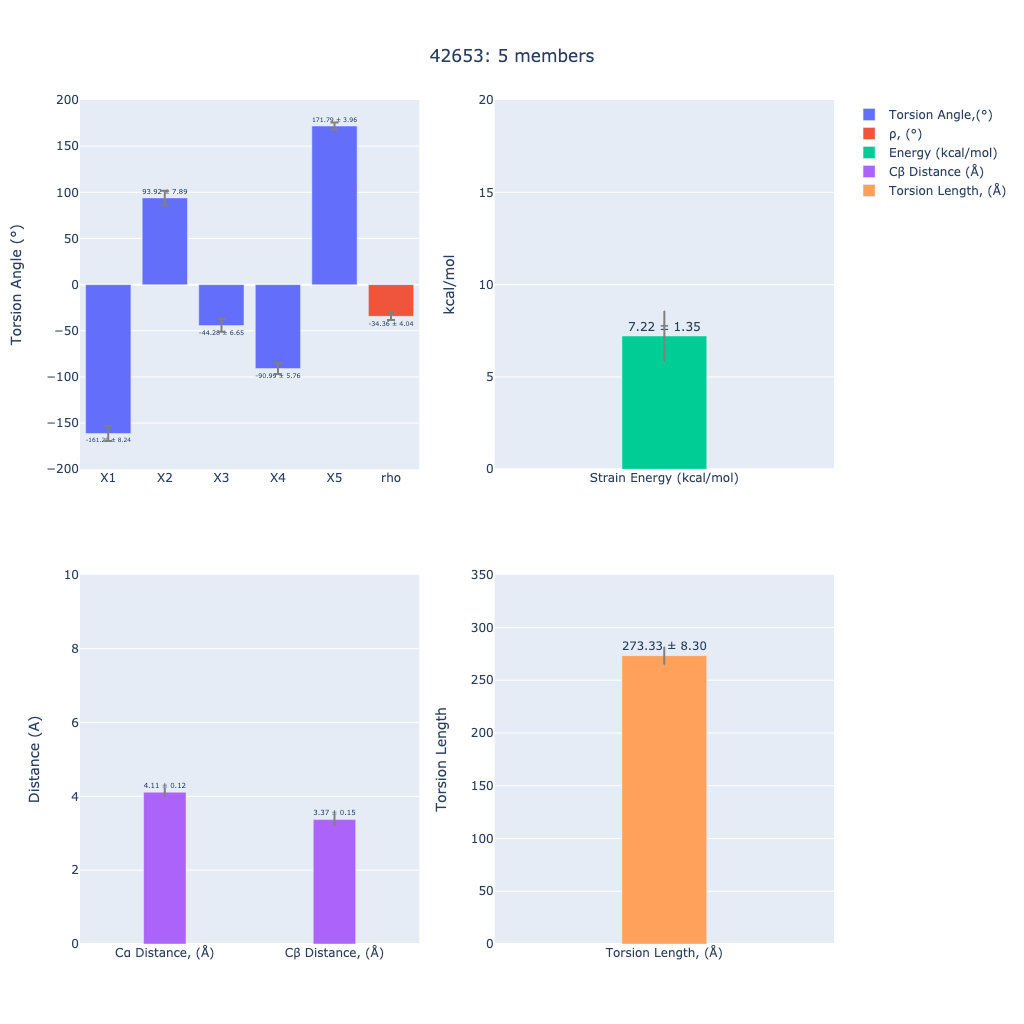 42653: 5 members
Torsion Angle (°)
200
150
100
50
0
−50
−100
−150
−200
93.92 ± 7.89
171.79 ± 3.96
-44.28 ± 6.65
-34.36 ± 4.04
-90.99 ± 5.76
± 8.24
X1 X2 X3 X4 X5 rho
kcal/mol
20
15
10
5
0
7.22 ± 1.35
Strain Energy (kcal/mol)
Torsion Angle,(°)
ρ, (°)
Energy (kcal/mol)
Cβ Distance (Å)
Torsion Length, (Å)
Distance (A)
10
8
6
4
2
0
4.11 ± 0.12
3.37 ± 0.15
Cα Distance, (Å) Cβ Distance, (Å)
Torsion Length
350
300
250
200
150
100
50
0
273.33 ± 8.30
Torsion Length, (Å)